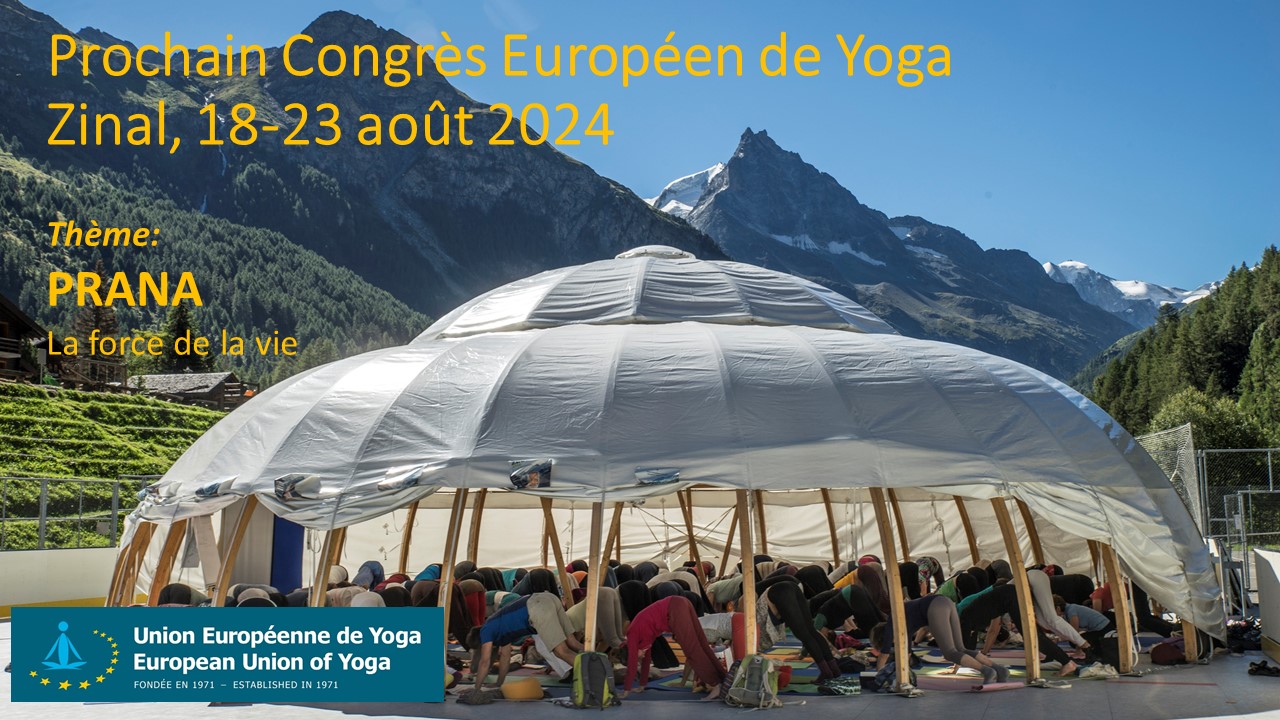 Prochain Congrès Européen de Yoga
Zinal, 18-23 août 2024
Thème:
PRANA
La force de la vie
Union Européenne de Yoga
European Union of Yoga
FONDÉE EN 1971 – ESTABLISHED IN 1971